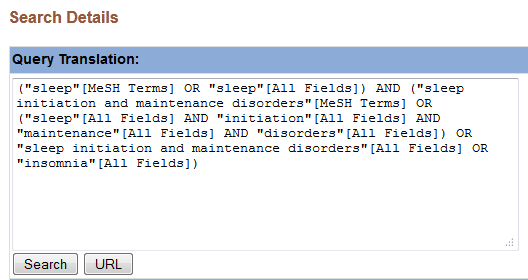 Search Details
Query Translation:
("sleep"[MeSH Terms] OR "sleep"[All Fields]) AND ("sleep
initiation and maintenance disorders"[MeSH Terms] OR
("sleep"[All Fields] AND "initiation"[All Fields] AND
"maintenance"[All Fields] AND "disorders"[All Fields]) OR
"sleep initiation and maintenance disorders"[All Fields] OR
"insomnia"[All Fields])
Search URL